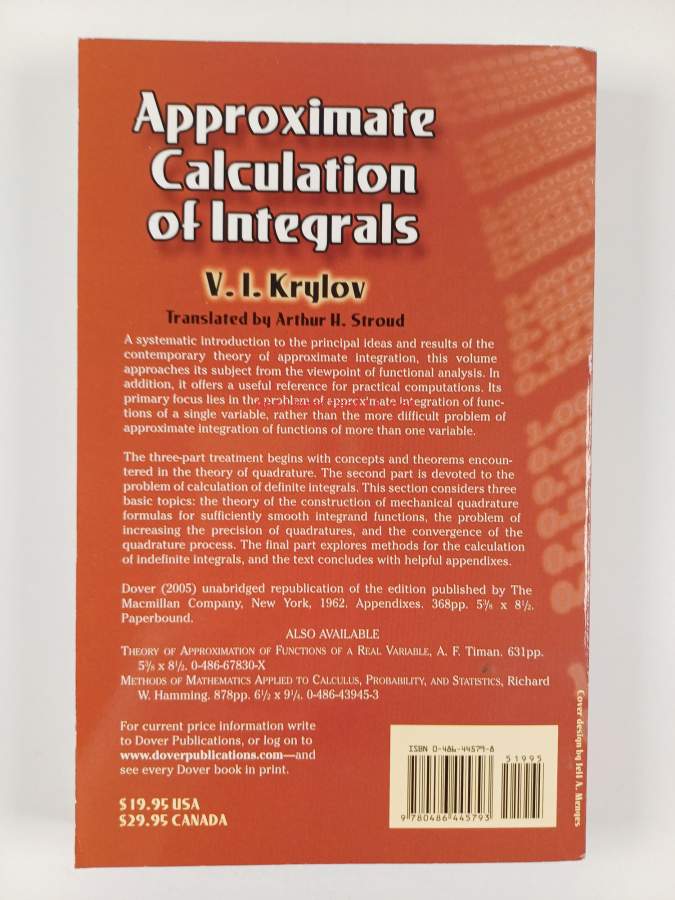 Approximate
Calculation
of Integrals
V. I. Krylov
Translated by Arthur H. Stroud
A systematic introduction to the principal ideas and results of the
contemporary theory of approximate integration, this volume
approaches its subject from the viewpoint of functional analysis. In
addition, it offers a useful reference for practical computations. Its
primary focus lies in the problem of approximate integration of func-
tions of a single variable, rather than the more difficult problem of
approximate integration of functions of more than one variable.
The three-part treatment begins with concepts and theorems encoun-
tered in the theory of quadrature. The second part is devoted to the
problem of calculation of definite integrals. This section considers three
basic topics: the theory of the construction of mechanical quadrature
formulas for sufficiently smooth integrand functions, the problem of
increasing the precision of quadratures, and the convergence of the
quadrature process. The final part explores methods for the calculation
of indefinite integrals, and the text concludes with helpful appendixes.
Dover (2005) unabridged republication of the edition published by The
Macmillan Company, New York, 1962. Appendixes. 368pp. 5⅜ x 8½.
Paperbound.
ALSO AVAILABLE
THEORY OF APPROXIMATION OF FUNCTIONS OF A REAL VARIABLE, A. F. Timan. 631pp.
5⅜ x 8½. 0-486-67830-X
METHODS OF MATHEMATICS APPLIED TO CALCULUS, PROBABILITY, AND STATISTICS, Richard
W. Hamming. 878pp. 6½ x 9¼. 0-486-43945-3
For current price information write
to Dover Publications, or log on to
www.doverpublications.com—and
see every Dover book in print.
$19.95 USA
$29.95 CANADA
ISBN 0-486-44579-8
51995
9 780486 445793
Cover design by Jeff A. Menges